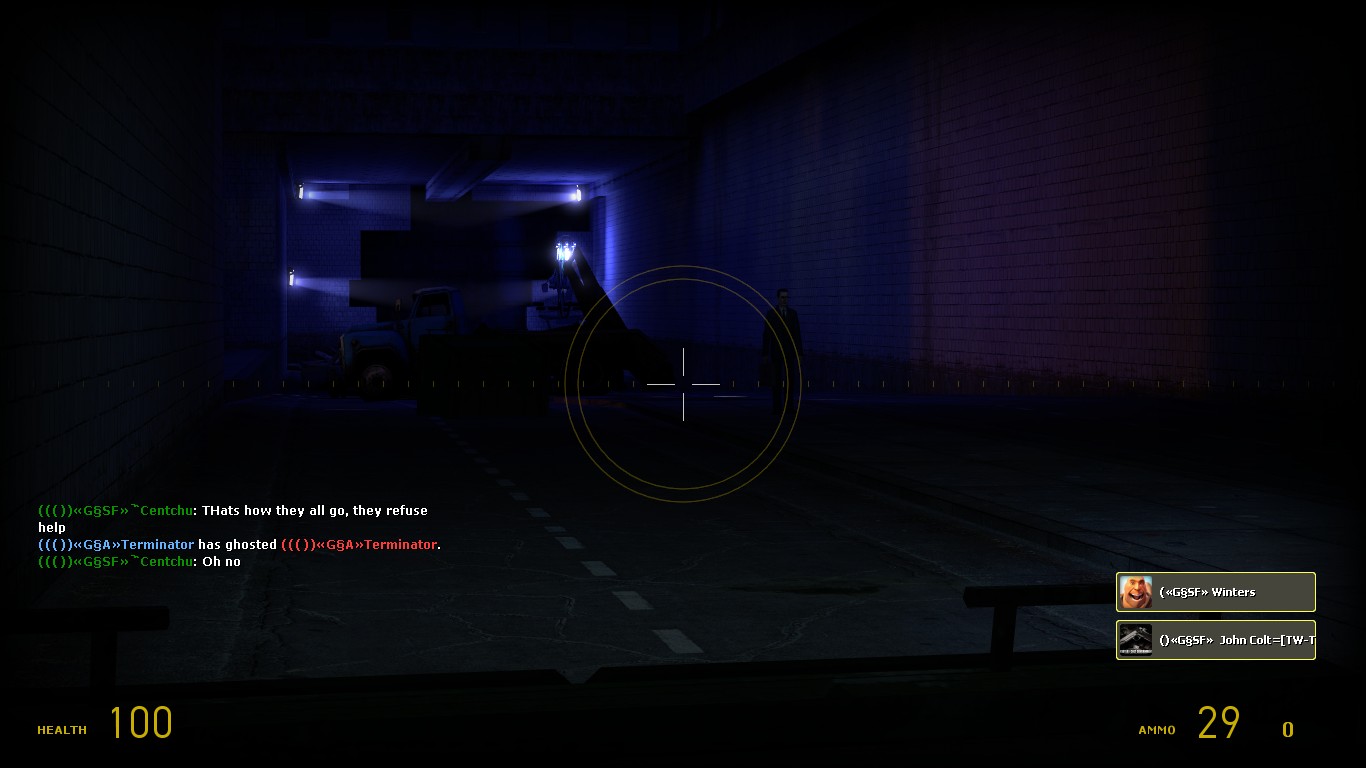 ((())«G§SF»~Centchu: THats how they all go, they refuse
help
((())«G§A»Terminator has ghosted ((())«G§A»Terminator.
((())«G§SF»~Centchu: Oh no
(«G§SF» Winters
()«G§SF» John Colt=[TW-T
HEALTH 100
AMMO 29 0